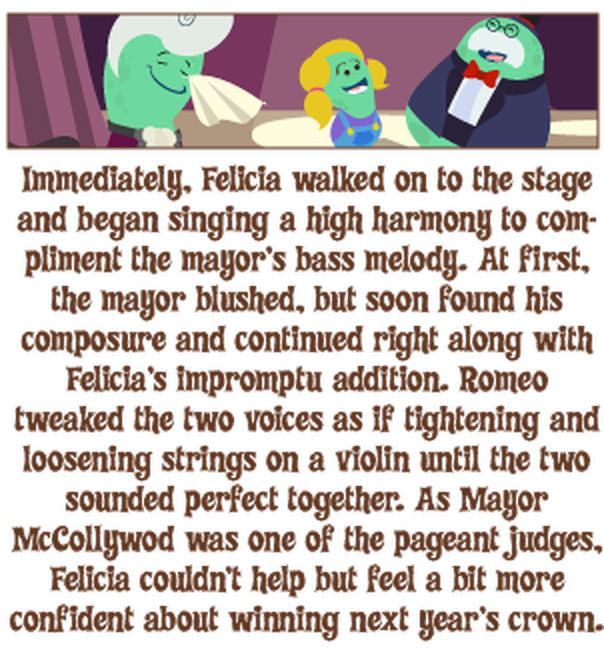 Immediately, Felicia walked on to the stage
and began singing a high harmony to com-
pliment the mayor's bass melody. At first,
the mayor blushed, but soon found his
composure and continued right along with
Felicia's impromptu addition. Romeo
tweaked the two voices as if tightening and
loosening strings on a violin until the two
sounded perfect together. As Mayor
McCollywod was one of the pageant judges,
Felicia couldn't help but feel a bit more
confident about winning next year's crown.